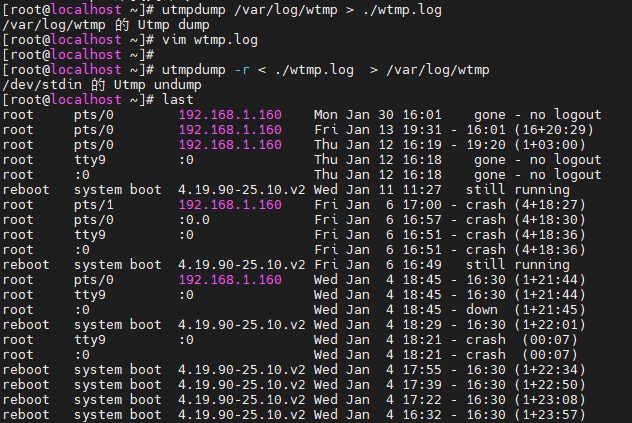 [root@localhost ~]# utmpdump /var/log/wtmp > ./wtmp.log
/var/log/wtmp 的 Utmp dump
[root@localhost ~]# vim wtmp.log
[root@localhost ~]#
[root@localhost ~]# utmpdump -r < ./wtmp.log  > /var/log/wtmp
/dev/stdin 的 Utmp undump
[root@localhost ~]# last
root     pts/0        192.168.1.160    Mon Jan 30 16:01    gone - no logout
root     pts/0        192.168.1.160    Fri Jan 13 19:31 - 16:01 (16+20:29)
root     pts/0        192.168.1.160    Thu Jan 12 16:19 - 19:20 (1+03:00)
root     tty9         :0               Thu Jan 12 16:18    gone - no logout
root     :0                            Thu Jan 12 16:18    gone - no logout
reboot   system boot  4.19.90-25.10.v2 Wed Jan 11 11:27   still running
root     pts/1        192.168.1.160    Fri Jan  6 17:00 - crash (4+18:27)
root     pts/0        :0.0             Fri Jan  6 16:57 - crash (4+18:30)
root     tty9         :0               Fri Jan  6 16:51 - crash (4+18:36)
root     :0                            Fri Jan  6 16:51 - crash (4+18:36)
reboot   system boot  4.19.90-25.10.v2 Fri Jan  6 16:49   still running
root     pts/0        192.168.1.160    Wed Jan  4 18:45 - 16:30 (1+21:44)
root     tty9         :0               Wed Jan  4 18:45 - 16:30 (1+21:44)
root     :0                            Wed Jan  4 18:45 - down  (1+21:45)
reboot   system boot  4.19.90-25.10.v2 Wed Jan  4 18:29 - 16:30 (1+22:01)
root     tty9         :0               Wed Jan  4 18:21 - crash  (00:07)
root     :0                            Wed Jan  4 18:21 - crash  (00:07)
reboot   system boot  4.19.90-25.10.v2 Wed Jan  4 17:55 - 16:30 (1+22:34)
reboot   system boot  4.19.90-25.10.v2 Wed Jan  4 17:39 - 16:30 (1+22:50)
reboot   system boot  4.19.90-25.10.v2 Wed Jan  4 17:22 - 16:30 (1+23:08)
reboot   system boot  4.19.90-25.10.v2 Wed Jan  4 16:32 - 16:30 (1+23:57)